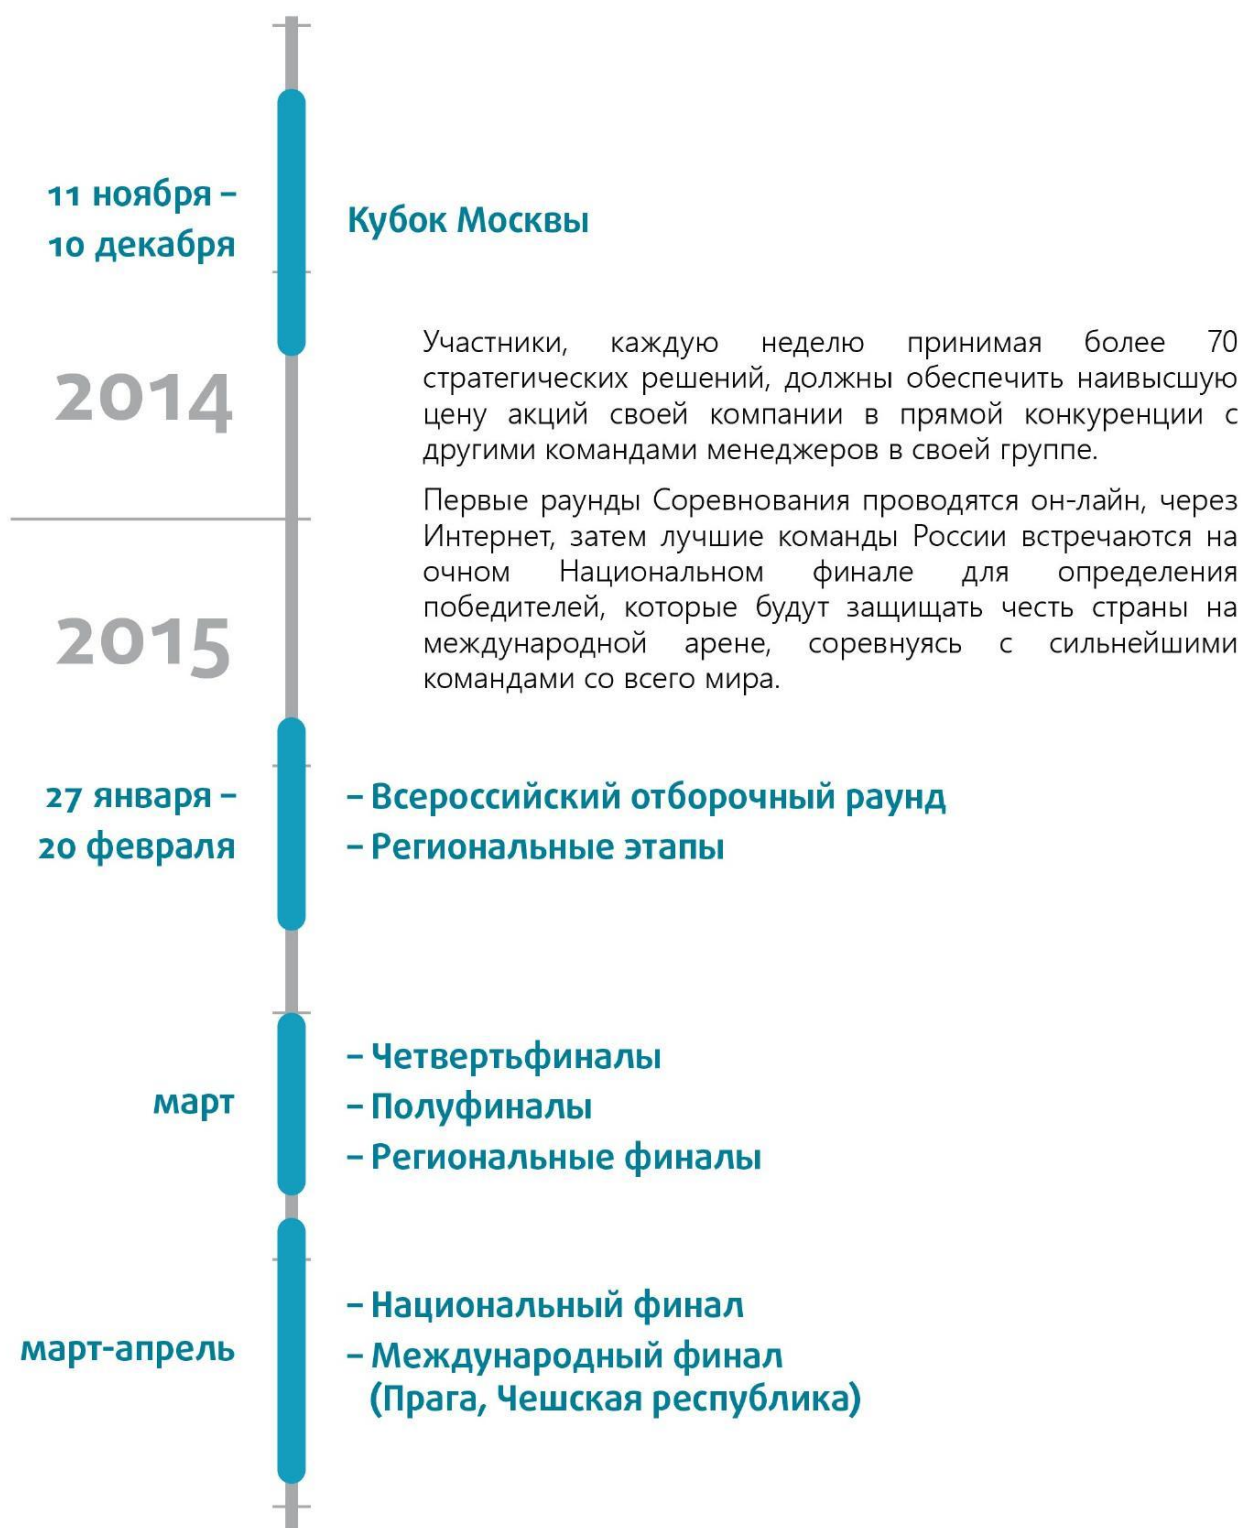 11 ноября –
10 декабря
Кубок Москвы
2014
Участники, каждую неделю принимая более 70
стратегических решений, должны обеспечить наивысшую
цену акций своей компании в прямой конкуренции с
другими командами менеджеров в своей группе.
Первые раунды Соревнования проводятся он-лайн, через
Интернет, затем лучшие команды России встречаются на
очном Национальном финале для определения
победителей, которые будут защищать честь страны на
международной арене, соревнуясь с сильнейшими
командами со всего мира.
2015
27 января –
20 февраля
– Всероссийский отборочный раунд
– Региональные этапы
март
– Четвертьфиналы
– Полуфиналы
– Региональные финалы
март-апрель
– Национальный финал
– Международный финал
(Прага, Чешская республика)